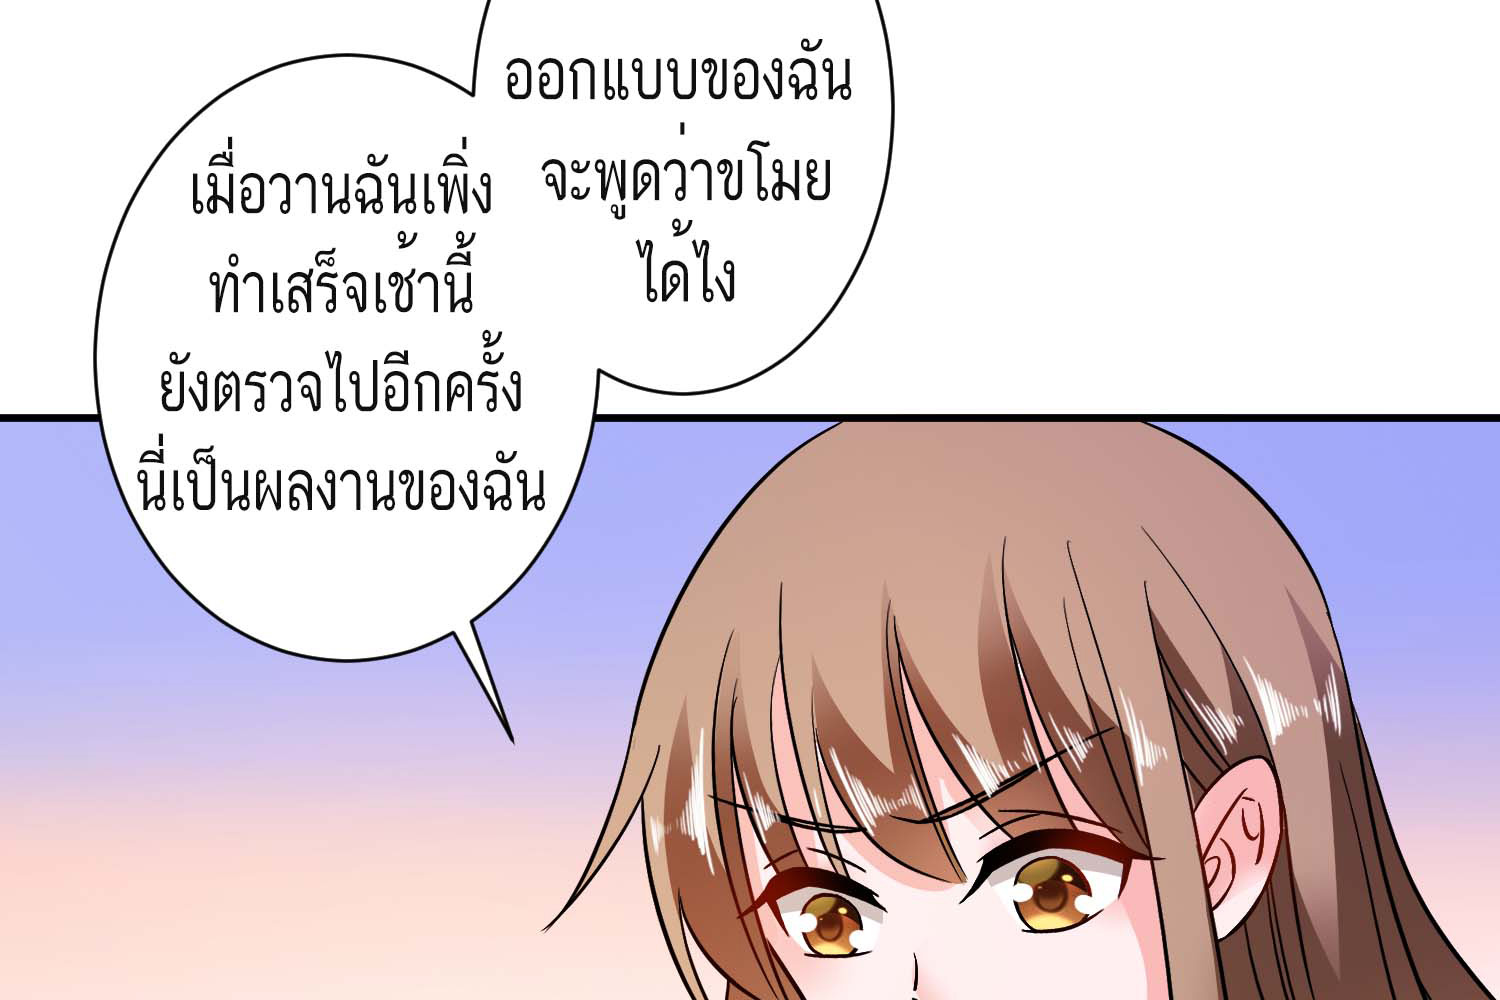 ออกแบบของฉัน
จะพูดว่าขโมย
ได้ไง
เมื่อวานฉันเพิ่ง
ทำเสร็จเช้านี้
ยังตรวจไปอีกครั้ง
นี่เป็นผลงานของฉัน